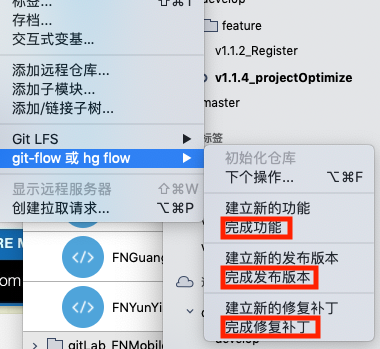 标签...
⇧⌘T
存档...
交互式变基...
添加远程仓库...
添加子模块...
添加/链接子树...
Git LFS
git-flow 或 hg flow
显示远程服务器
⇧⌘W
创建拉取请求...
⌥⌘P
develop
feature
v1.1.2_Register
v1.1.4_projectOptimize
master
标签
初始化仓库
下个操作...
⌥⌘F
建立新的功能
完成功能
建立新的发布版本
完成发布版本
建立新的修复补丁
完成修复补丁
RE M
om
FNGuang
FNYunYi
gitLab_FNMobile
develop